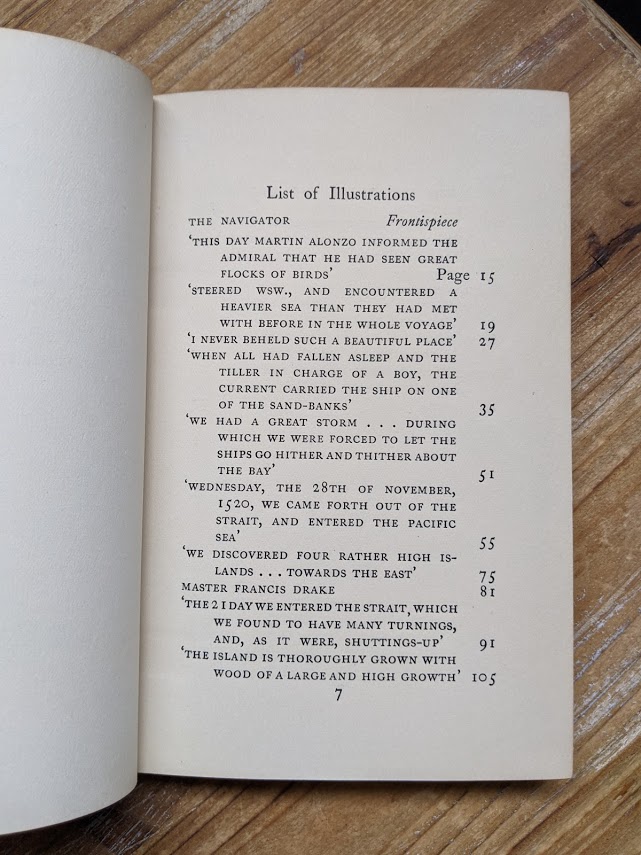 List of Illustrations
THE NAVIGATOR Frontispiece
‘THIS DAY MARTIN ALONZO INFORMED THE
ADMIRAL THAT HE HAD SEEN GREAT
FLOCKS OF BIRDS’ Page 15
‘STEERED WSW., AND ENCOUNTERED A
HEAVIER SEA THAN THEY HAD MET
WITH BEFORE IN THE WHOLE VOYAGE’ 19
‘I NEVER BEHELD SUCH A BEAUTIFUL PLACE’ 27
‘WHEN ALL HAD FALLEN ASLEEP AND THE
TILLER IN CHARGE OF A BOY, THE
CURRENT CARRIED THE SHIP ON ONE
OF THE SAND-BANKS’ 35
‘WE HAD A GREAT STORM . . . DURING
WHICH WE WERE FORCED TO LET THE
SHIPS GO HITHER AND THITHER ABOUT
THE BAY’ 51
‘WEDNESDAY, THE 28TH OF NOVEMBER,
1520, WE CAME FORTH OUT OF THE
STRAIT, AND ENTERED THE PACIFIC
SEA’ 55
‘WE DISCOVERED FOUR RATHER HIGH IS-
LANDS . . . TOWARDS THE EAST’ 75
MASTER FRANCIS DRAKE 81
‘THE 21 DAY WE ENTERED THE STRAIT, WHICH
WE FOUND TO HAVE MANY TURNINGS,
AND, AS IT WERE, SHUTTINGS-UP’ 91
‘THE ISLAND IS THOROUGHLY GROWN WITH
WOOD OF A LARGE AND HIGH GROWTH’ 105
7